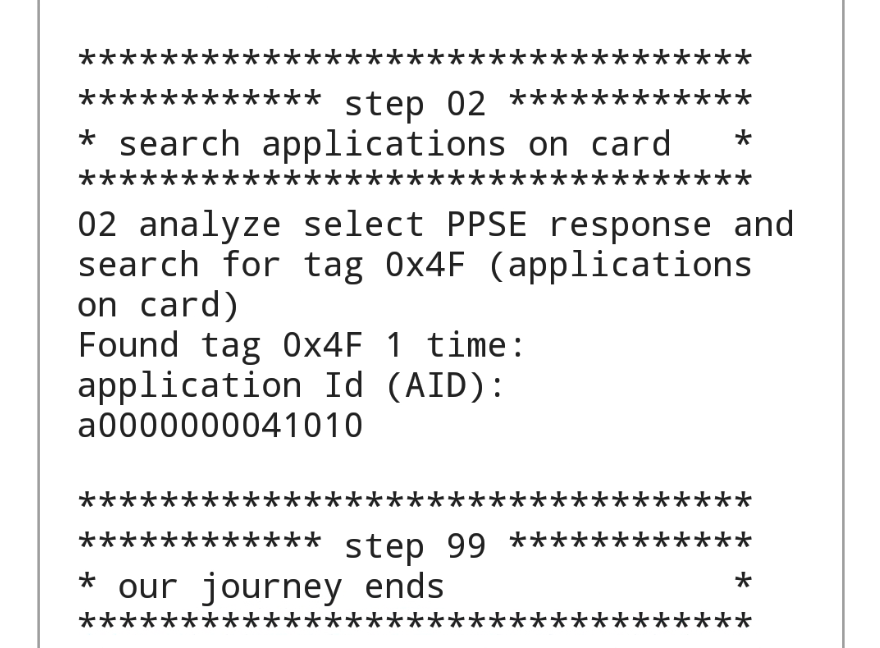 *********************************
************ step 02 ************
* search applications on card   *
*********************************
02 analyze select PPSE response and
search for tag 0x4F (applications
on card)
Found tag 0x4F 1 time:
application Id (AID):
a0000000041010

*********************************
************ step 99 ************
* our journey ends              *
*********************************